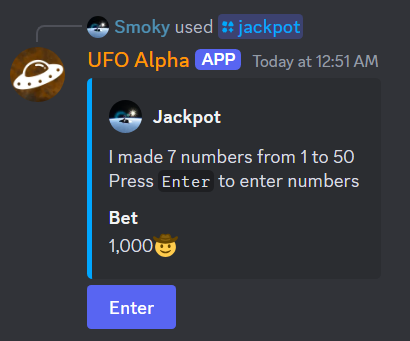 Smoky used jackpot
UFO Alpha APP Today at 12:51 AM
Jackpot
I made 7 numbers from 1 to 50
Press Enter to enter numbers
Bet
1,000🤠
Enter